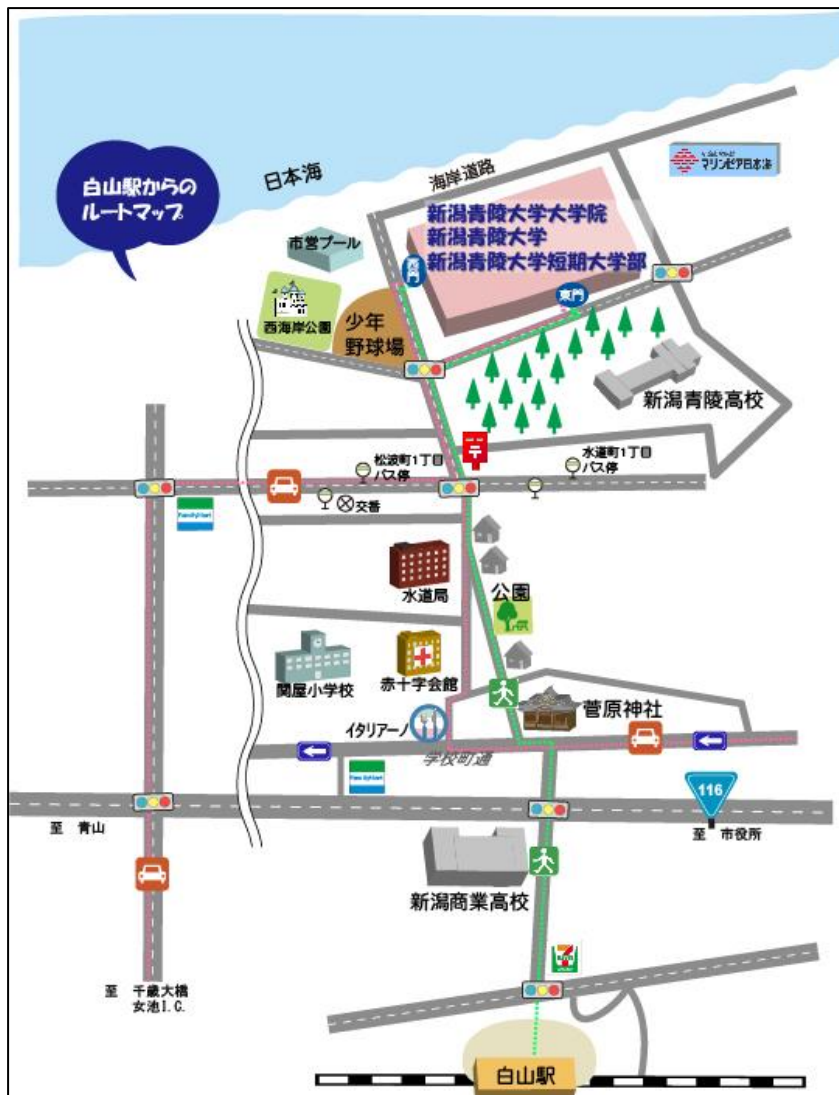 白山駅からの
ルートマップ
日本海
海岸道路
マリンピア日本海
新潟青陵大学大学院
新潟青陵大学
新潟青陵大学短期大学部
市営プール
西門
東門
西海岸公園
少年
野球場
新潟青陵高校
松波町1丁目
バス停
水道町1丁目
バス停
交番
FamilyMart
水道局
公園
関屋小学校
赤十字会館
菅原神社
イタリアーノ
学校町通
FamilyMart
116
至 青山
至 市役所
新潟商業高校
至 千歳大橋
女池I.C.
白山駅